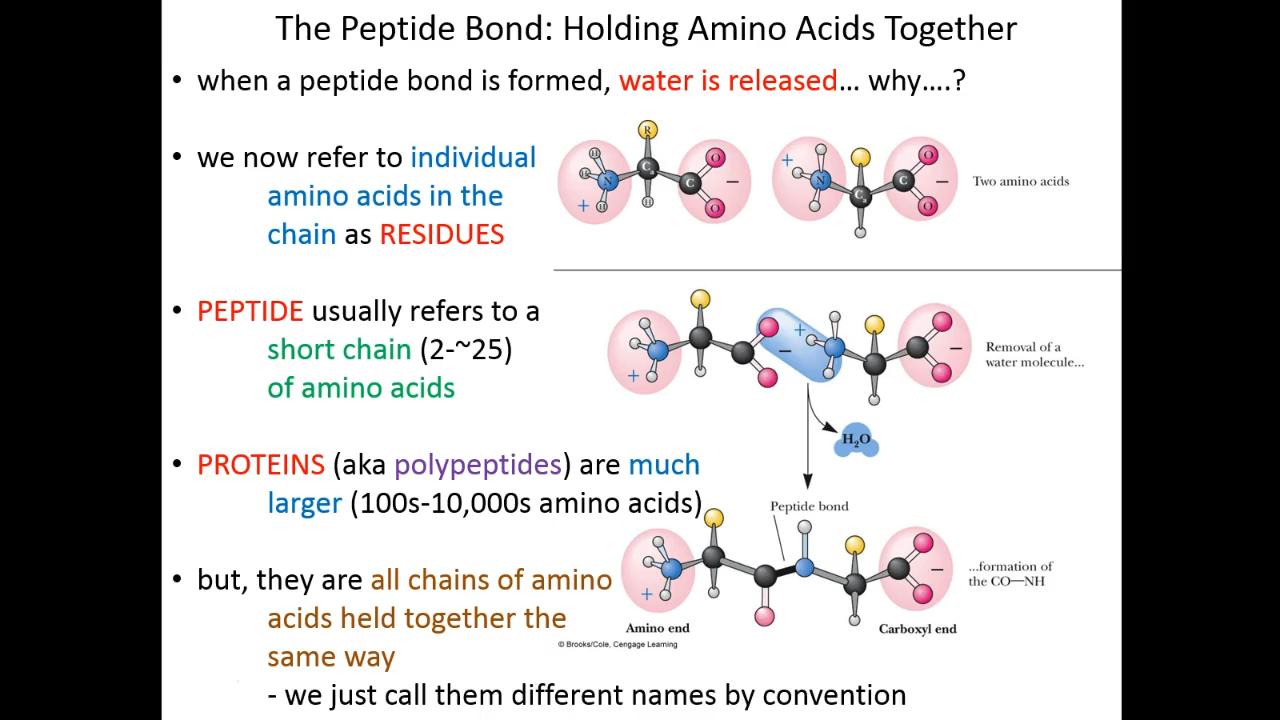 The Peptide Bond: Holding Amino Acids Together
• when a peptide bond is formed, water is released… why….?
• we now refer to individual
amino acids in the
chain as RESIDUES
• PEPTIDE usually refers to a
short chain (2-~25)
of amino acids
• PROTEINS (aka polypeptides) are much
larger (100s-10,000s amino acids)
• but, they are all chains of amino
acids held together the
same way
- we just call them different names by convention
R
H
H
N
Cα
C
O
O
H
H
+
−
+
N
Cα
C
O
O
−
Two amino acids
+
−
+
−
Removal of a
water molecule...
H₂O
Peptide bond
+
−
...formation of
the CO—NH
Amino end
Carboxyl end
© Brooks/Cole, Cengage Learning